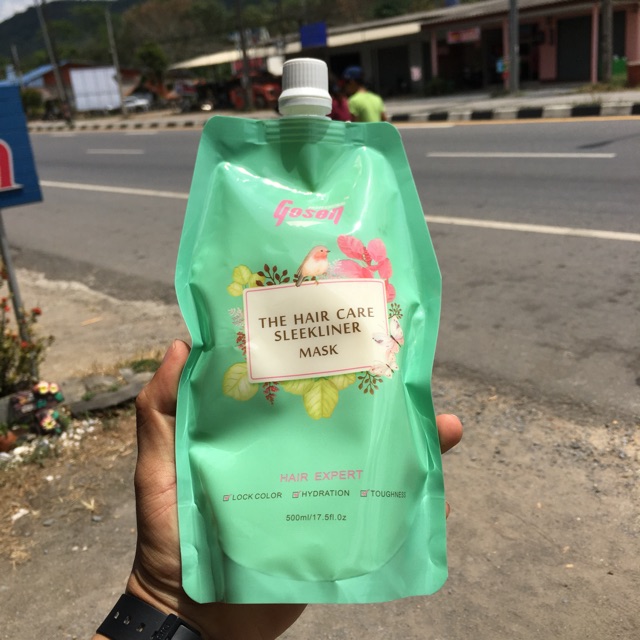 Goson
THE HAIR CARE
SLEEKLINER
MASK
HAIR EXPERT
LOCK COLOR HYDRATION TOUGHNESS
500ml/17.5fl.0z